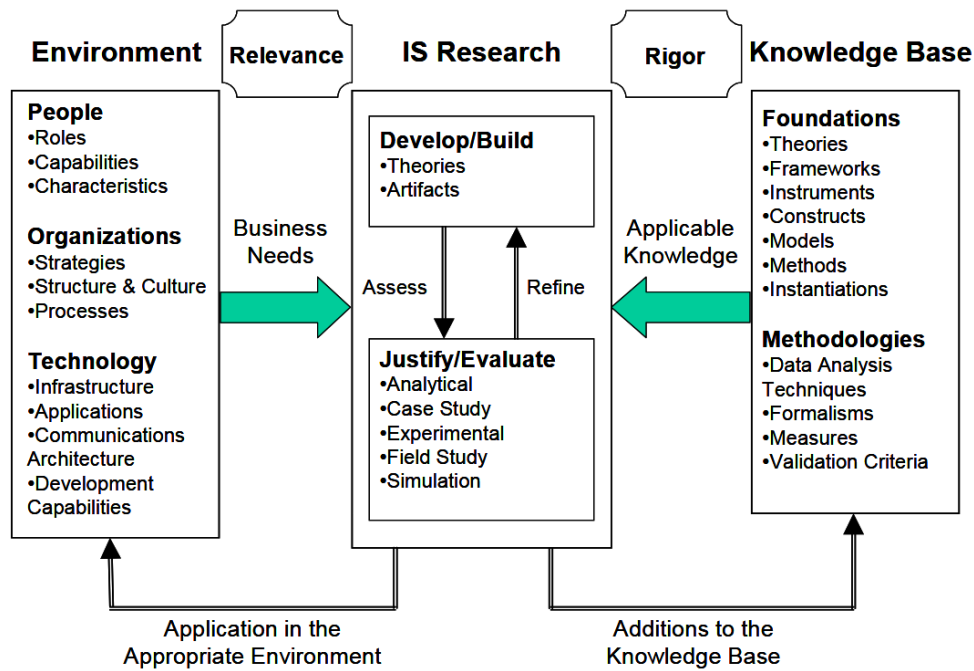 Environment
Relevance
IS Research
Rigor
Knowledge Base
People
•Roles
•Capabilities
•Characteristics
Organizations
•Strategies
•Structure & Culture
•Processes
Technology
•Infrastructure
•Applications
•Communications
Architecture
•Development
Capabilities
Business
Needs
Develop/Build
•Theories
•Artifacts
Assess
Refine
Justify/Evaluate
•Analytical
•Case Study
•Experimental
•Field Study
•Simulation
Applicable
Knowledge
Foundations
•Theories
•Frameworks
•Instruments
•Constructs
•Models
•Methods
•Instantiations
Methodologies
•Data Analysis
Techniques
•Formalisms
•Measures
•Validation Criteria
Application in the
Appropriate Environment
Additions to the
Knowledge Base